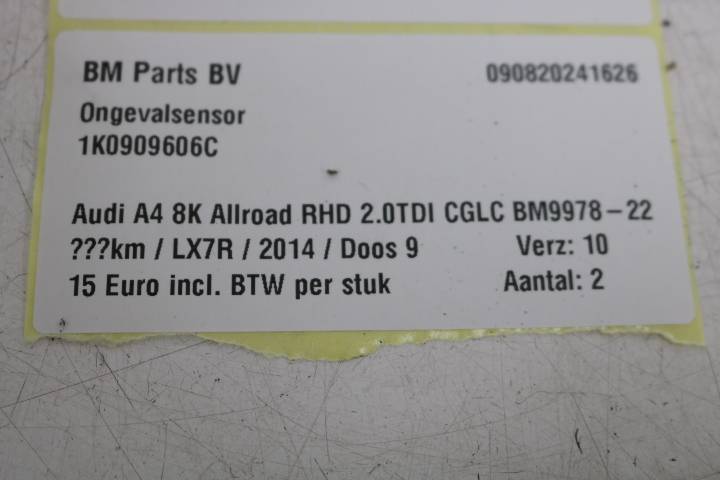 BM Parts BV 090820241626
Ongevalsensor
1K0909606C
Audi A4 8K Allroad RHD 2.0TDI CGLC BM9978-22
???km / LX7R / 2014 / Doos 9 Verz: 10
15 Euro incl. BTW per stuk Aantal: 2